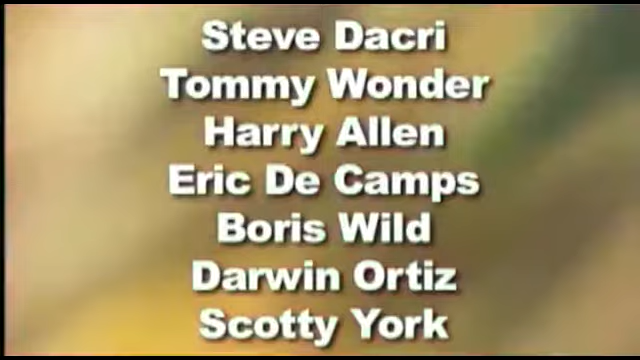 Steve Dacri
Tommy Wonder
Harry Allen
Eric De Camps
Boris Wild
Darwin Ortiz
Scotty York